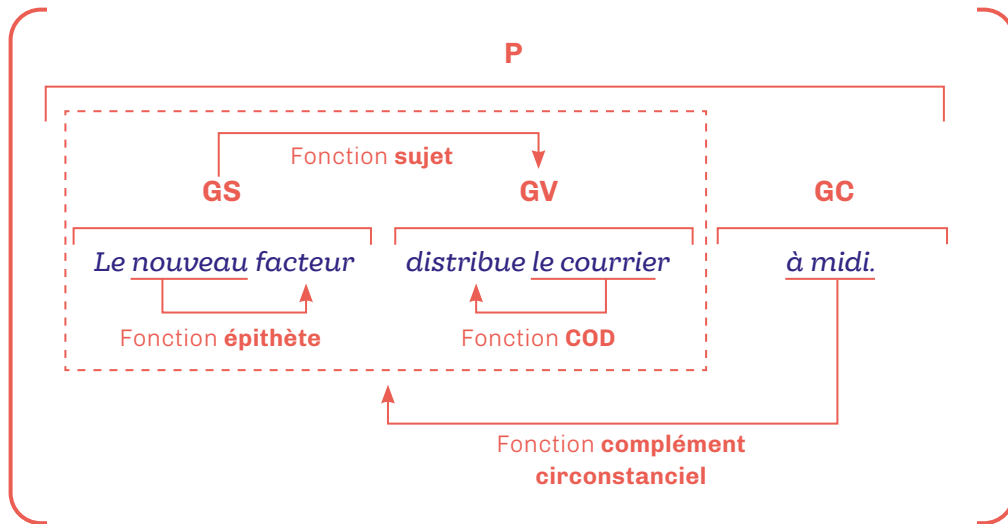 P
Fonction sujet
GS GV GC
Le nouveau facteur distribue le courrier à midi.
Fonction épithète Fonction COD
Fonction complément
circonstanciel